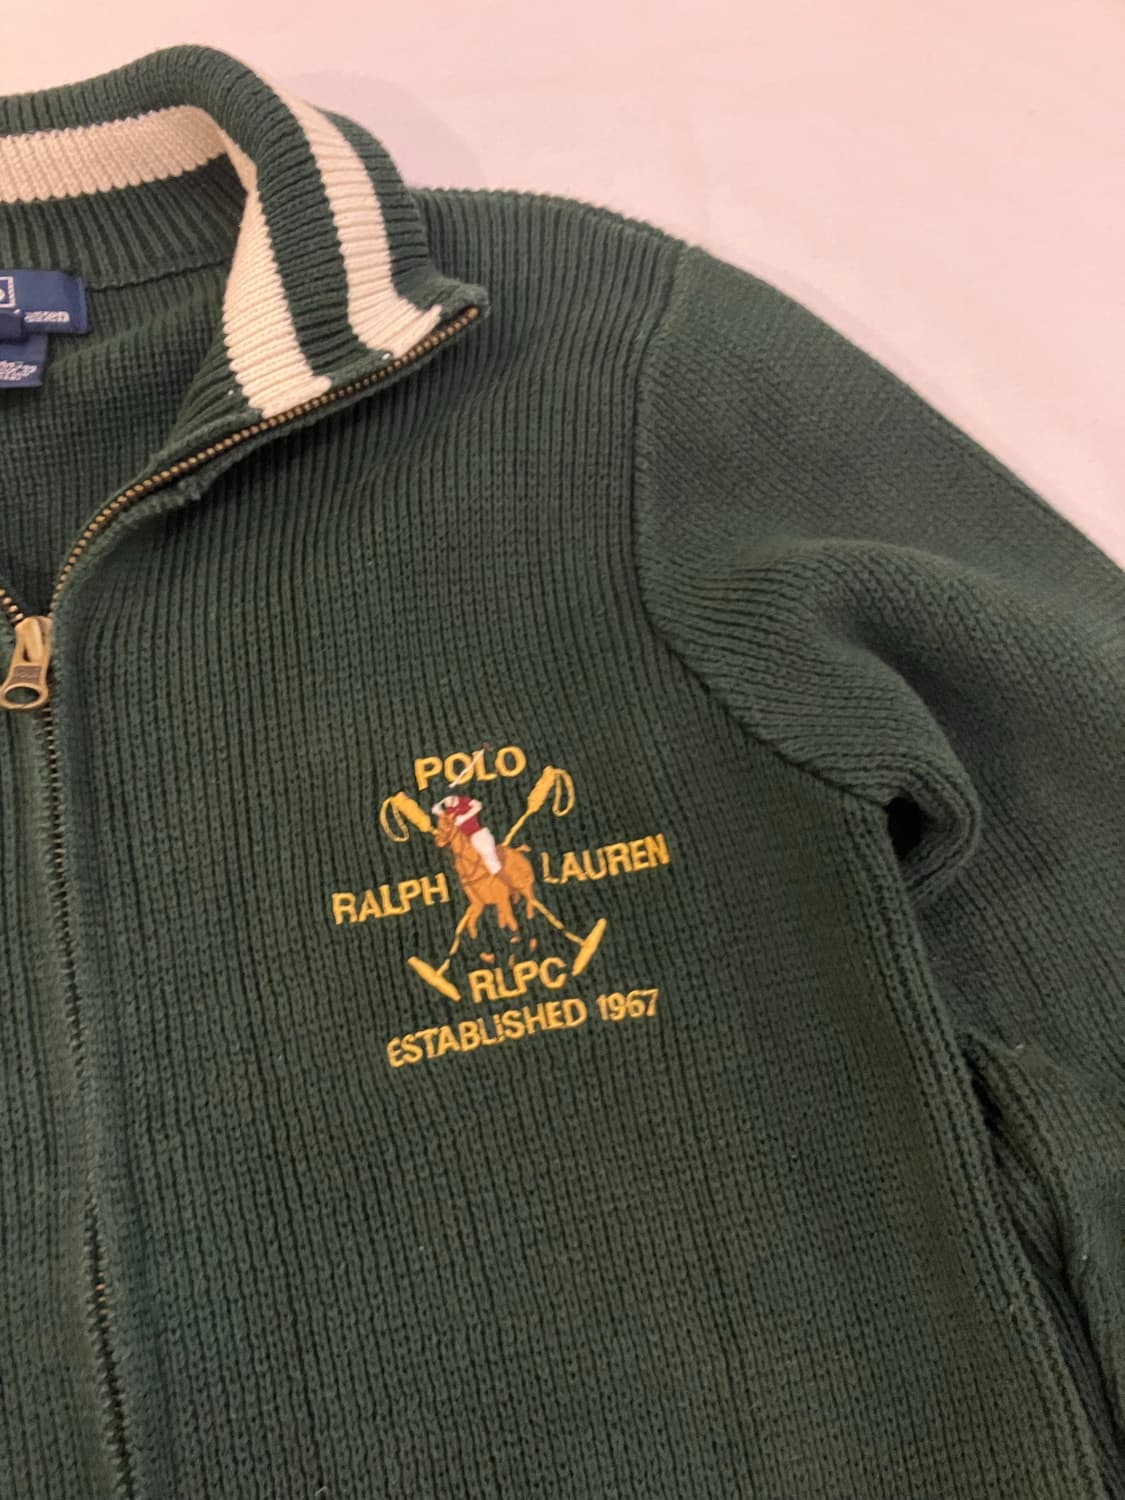 POLO
RALPH LAUREN
RLPC
ESTABLISHED 1967